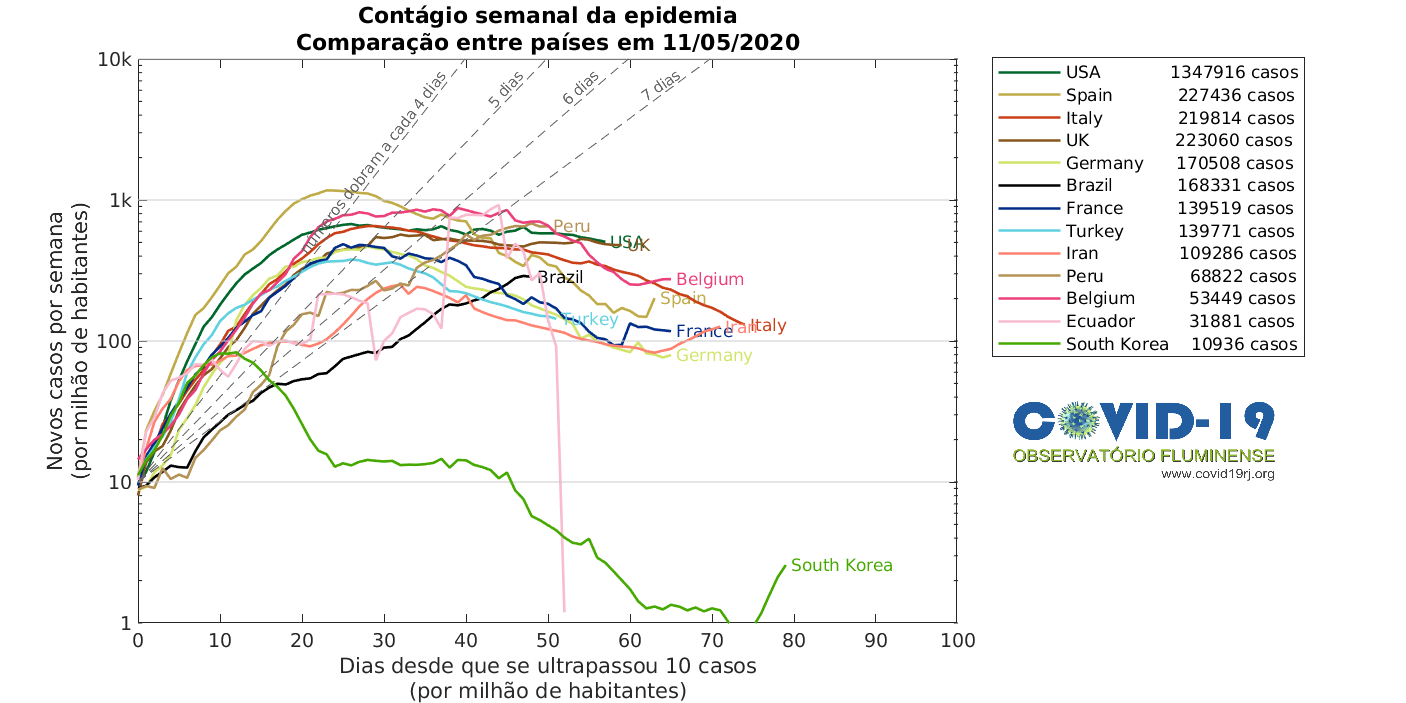 Contágio semanal da epidemia
Comparação entre países em 11/05/2020
Novos casos por semana
(por milhão de habitantes)
10k
1k
100
10
1
números dobram a cada 4 dias
5 dias
6 dias
7 dias
Peru
USA
UK
Brazil
Belgium
Spain
Turkey
France
Iran
Italy
Germany
South Korea
0 10 20 30 40 50 60 70 80 90 100
Dias desde que se ultrapassou 10 casos
(por milhão de habitantes)
USA 1347916 casos
Spain 227436 casos
Italy 219814 casos
UK 223060 casos
Germany 170508 casos
Brazil 168331 casos
France 139519 casos
Turkey 139771 casos
Iran 109286 casos
Peru 68822 casos
Belgium 53449 casos
Ecuador 31881 casos
South Korea 10936 casos
COVID-19
OBSERVATÓRIO FLUMINENSE
www.covid19rj.org